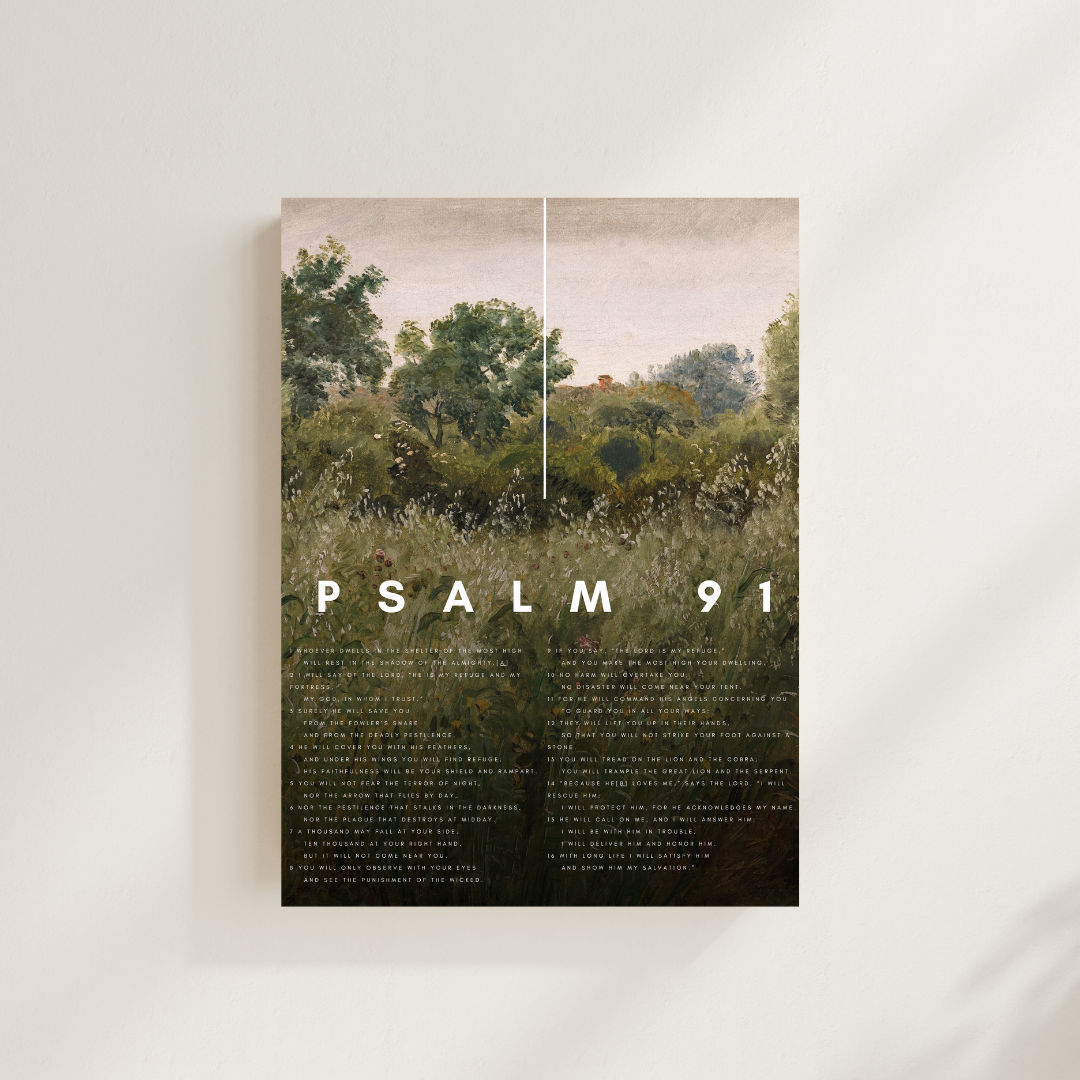 PSALM 91
1 WHOEVER DWELLS IN THE SHELTER OF THE MOST HIGH
WILL REST IN THE SHADOW OF THE ALMIGHTY.[A]
2 I WILL SAY OF THE LORD, "HE IS MY REFUGE AND MY
FORTRESS,
MY GOD, IN WHOM I TRUST."
3 SURELY HE WILL SAVE YOU
FROM THE FOWLER'S SNARE
AND FROM THE DEADLY PESTILENCE.
4 HE WILL COVER YOU WITH HIS FEATHERS,
AND UNDER HIS WINGS YOU WILL FIND REFUGE;
HIS FAITHFULNESS WILL BE YOUR SHIELD AND RAMPART.
5 YOU WILL NOT FEAR THE TERROR OF NIGHT,
NOR THE ARROW THAT FLIES BY DAY,
6 NOR THE PESTILENCE THAT STALKS IN THE DARKNESS,
NOR THE PLAGUE THAT DESTROYS AT MIDDAY.
7 A THOUSAND MAY FALL AT YOUR SIDE,
TEN THOUSAND AT YOUR RIGHT HAND,
BUT IT WILL NOT COME NEAR YOU.
8 YOU WILL ONLY OBSERVE WITH YOUR EYES
AND SEE THE PUNISHMENT OF THE WICKED.
9 IF YOU SAY, "THE LORD IS MY REFUGE,"
AND YOU MAKE THE MOST HIGH YOUR DWELLING,
10 NO HARM WILL OVERTAKE YOU,
NO DISASTER WILL COME NEAR YOUR TENT.
11 FOR HE WILL COMMAND HIS ANGELS CONCERNING YOU
TO GUARD YOU IN ALL YOUR WAYS;
12 THEY WILL LIFT YOU UP IN THEIR HANDS,
SO THAT YOU WILL NOT STRIKE YOUR FOOT AGAINST A
STONE.
13 YOU WILL TREAD ON THE LION AND THE COBRA;
YOU WILL TRAMPLE THE GREAT LION AND THE SERPENT.
14 "BECAUSE HE[B] LOVES ME," SAYS THE LORD, "I WILL
RESCUE HIM;
I WILL PROTECT HIM, FOR HE ACKNOWLEDGES MY NAME.
15 HE WILL CALL ON ME, AND I WILL ANSWER HIM;
I WILL BE WITH HIM IN TROUBLE,
I WILL DELIVER HIM AND HONOR HIM.
16 WITH LONG LIFE I WILL SATISFY HIM
AND SHOW HIM MY SALVATION."